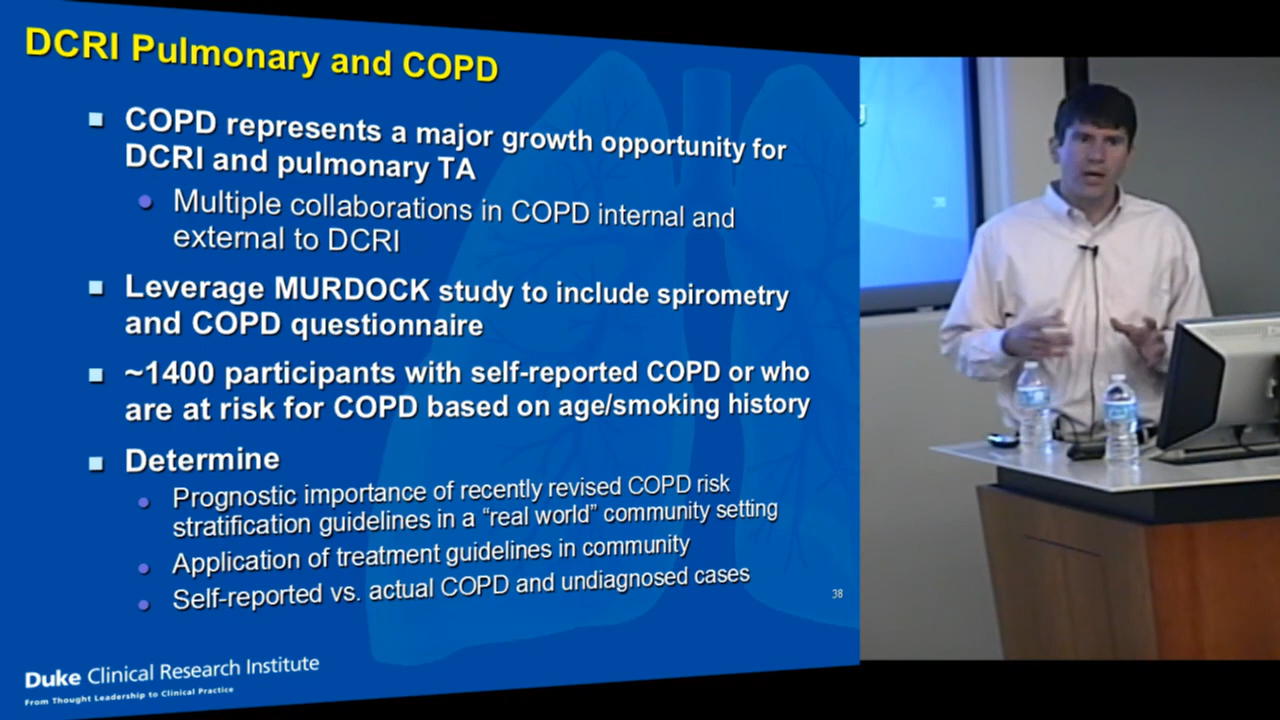 DCRI Pulmonary and COPD
COPD represents a major growth opportunity for
DCRI and pulmonary TA
Multiple collaborations in COPD internal and
external to DCRI
Leverage MURDOCK study to include spirometry
and COPD questionnaire
~1400 participants with self-reported COPD or who
are at risk for COPD based on age/smoking history
Determine
Prognostic importance of recently revised COPD risk
stratification guidelines in a “real world” community setting
Application of treatment guidelines in community
Self-reported vs. actual COPD and undiagnosed cases
38
Duke Clinical Research Institute
From Thought Leadership to Clinical Practice